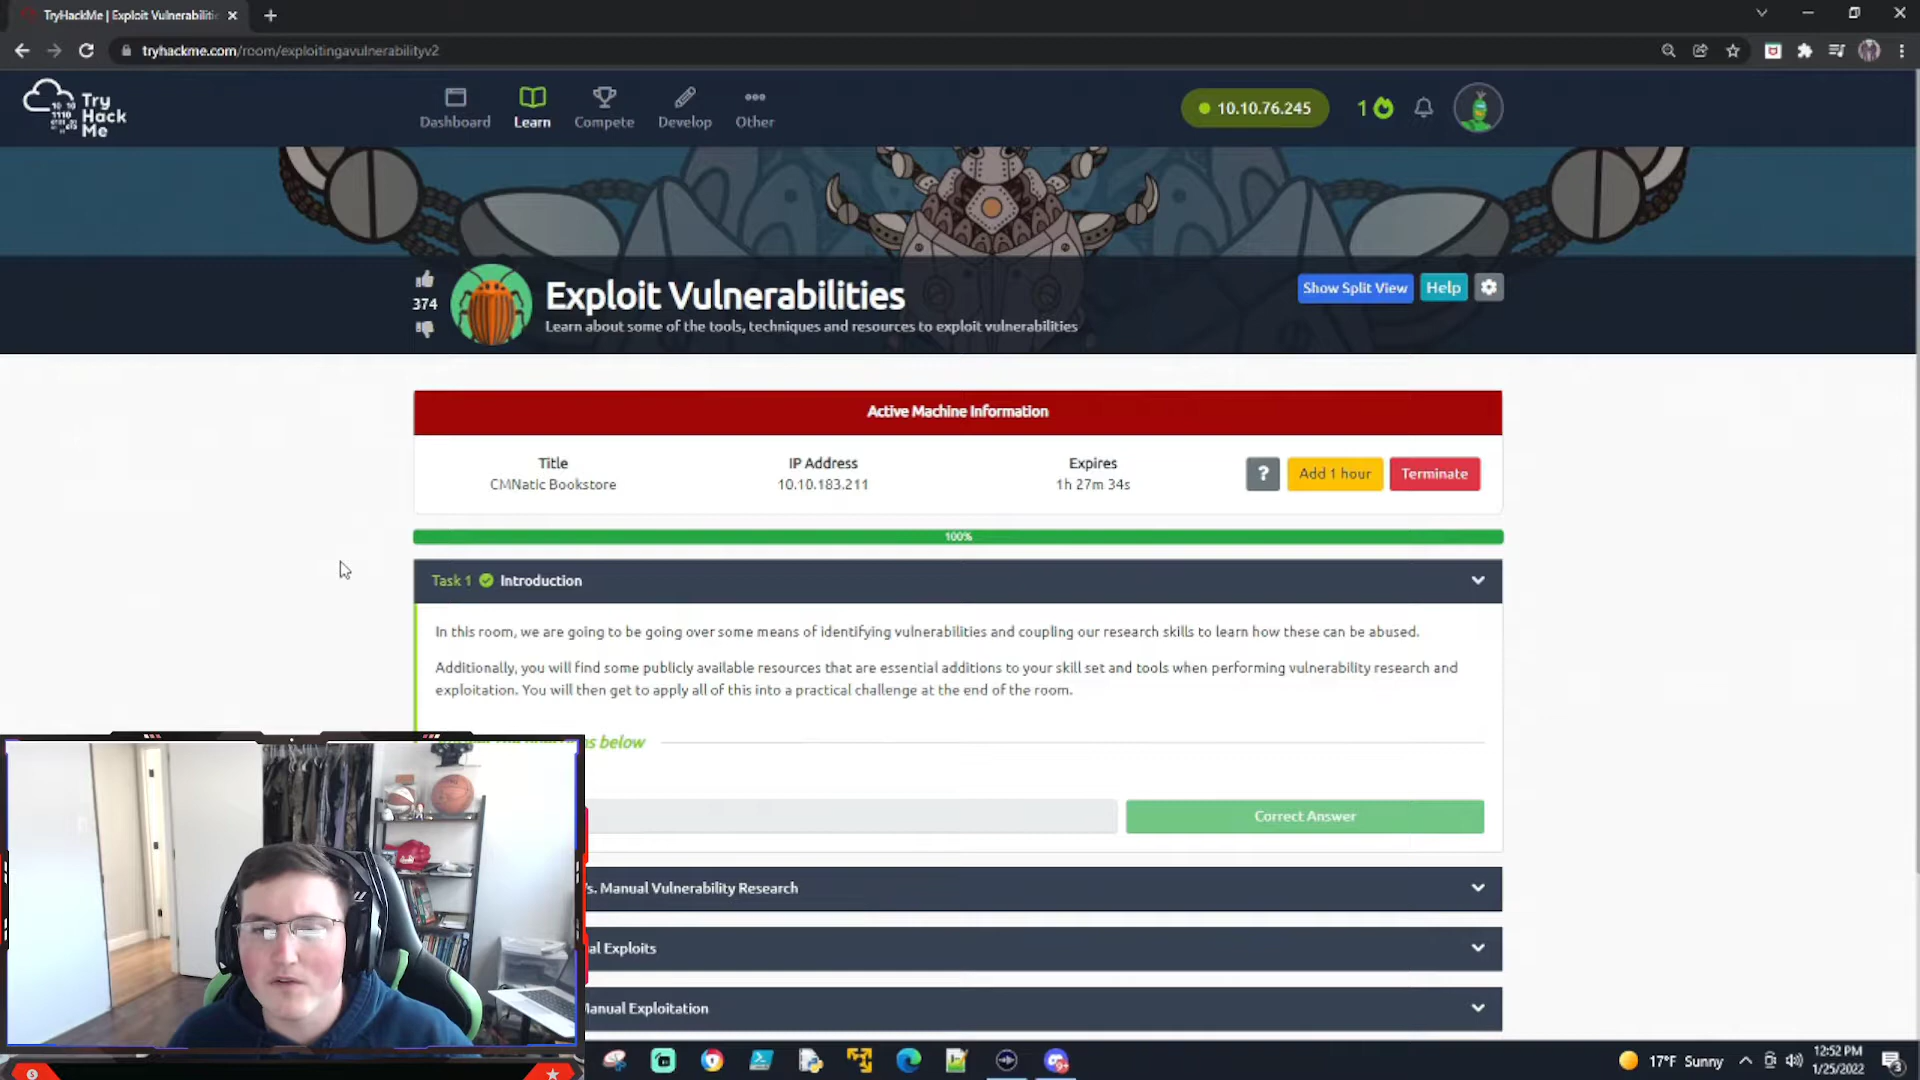 TryHackMe | Exploit Vulnerabilitie
tryhackme.com/room/exploitingavulnerabilityv2
10 10
1110
Try
Hack
Me
Dashboard
Learn
Compete
Develop
Other
10.10.76.245
1
374
Exploit Vulnerabilities
Learn about some of the tools, techniques and resources to exploit vulnerabilities
Show Split View
Help
Active Machine Information
Title
IP Address
Expires
CMNatic Bookstore
10.10.183.211
1h 27m 34s
?
Add 1 hour
Terminate
100%
Task 1
Introduction
In this room, we are going to be going over some means of identifying vulnerabilities and coupling our research skills to learn how these can be abused.
Additionally, you will find some publicly available resources that are essential additions to your skill set and tools when performing vulnerability research and
exploitation. You will then get to apply all of this into a practical challenge at the end of the room.
s below
Correct Answer
s. Manual Vulnerability Research
al Exploits
Manual Exploitation
17°F Sunny
12:52 PM
1/25/2022
3